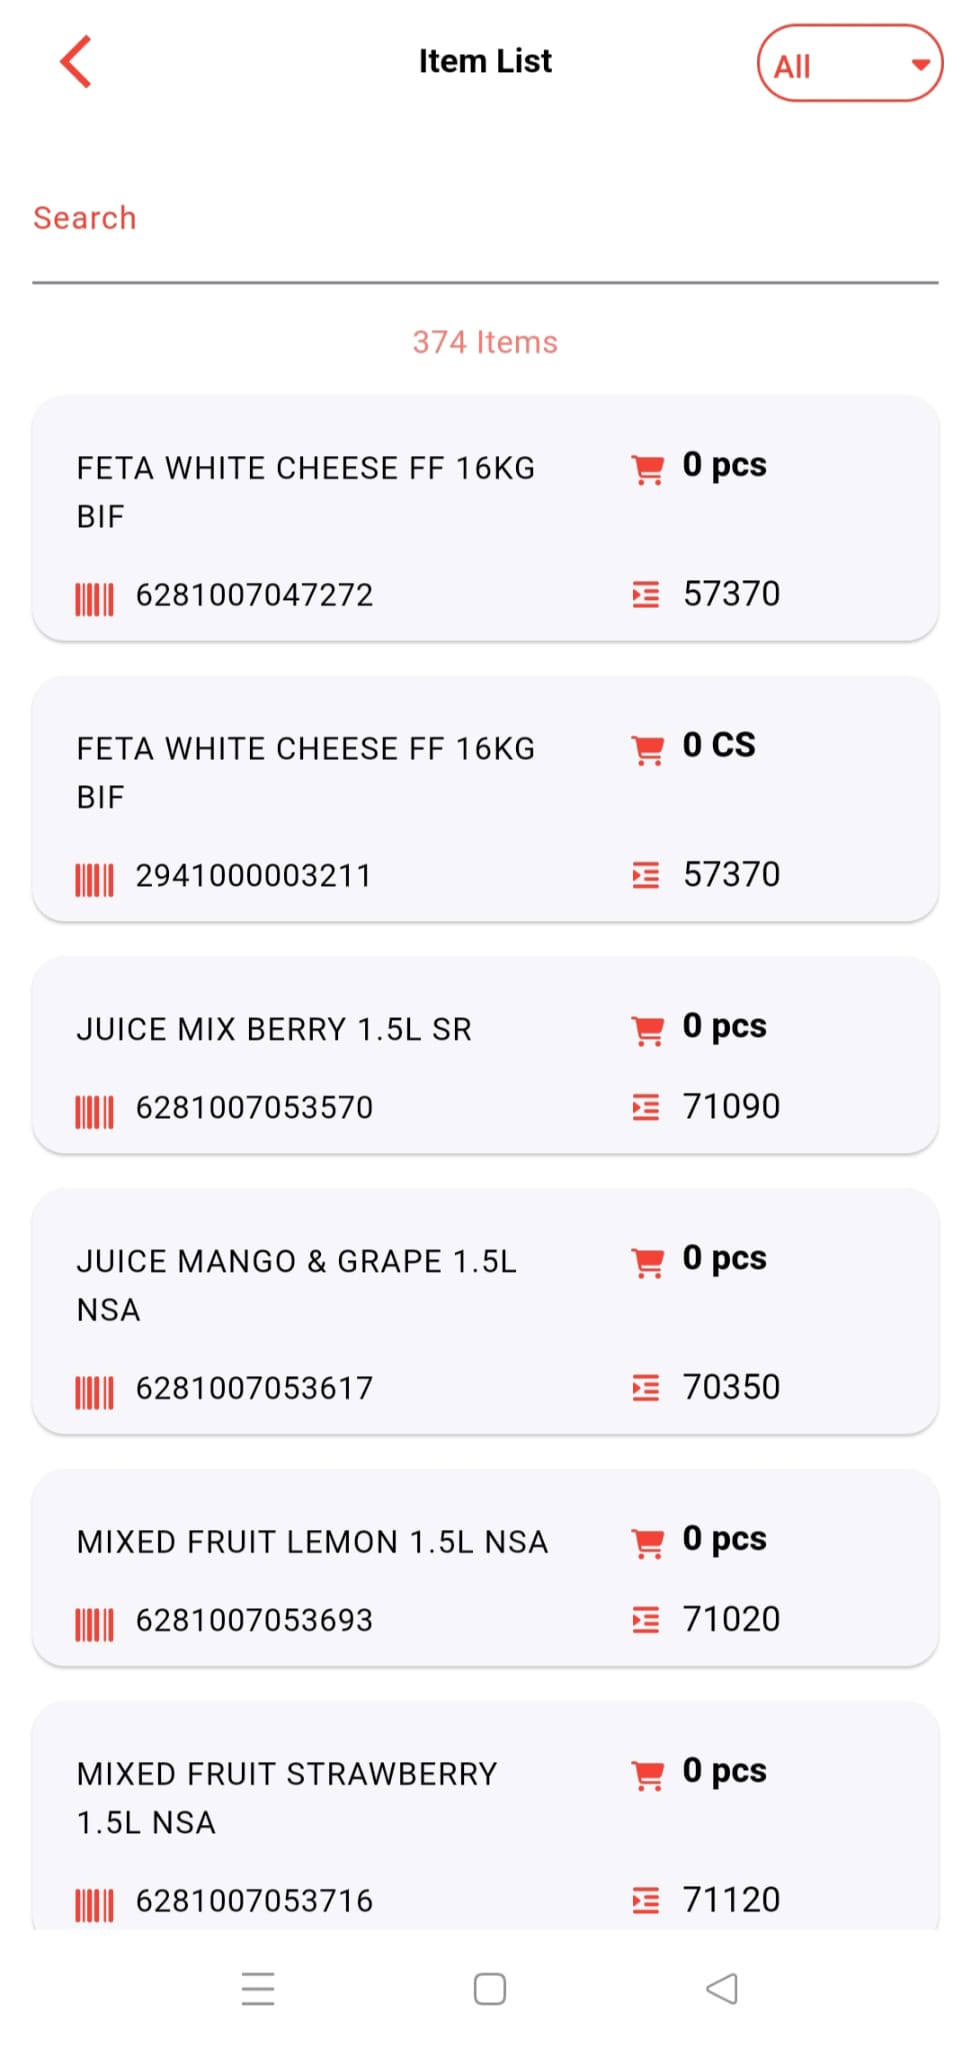 Item List
All
Search
374 Items
FETA WHITE CHEESE FF 16KG
BIF
0 pcs
6281007047272
57370
FETA WHITE CHEESE FF 16KG
BIF
0 CS
2941000003211
57370
JUICE MIX BERRY 1.5L SR
0 pcs
6281007053570
71090
JUICE MANGO & GRAPE 1.5L
NSA
0 pcs
6281007053617
70350
MIXED FRUIT LEMON 1.5L NSA
0 pcs
6281007053693
71020
MIXED FRUIT STRAWBERRY
1.5L NSA
0 pcs
6281007053716
71120